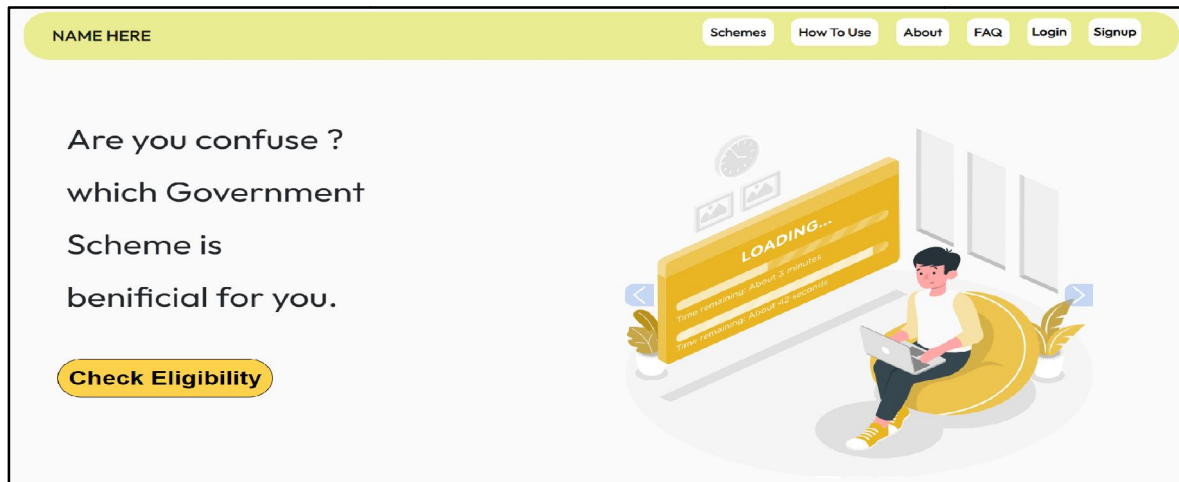 NAME HERE
Schemes How To Use About FAQ Login Signup
Are you confuse ?
which Government
Scheme is
benificial for you.
Check Eligibility
LOADING...
Time remaining: About 3 minutes
Time remaining: About 42 seconds